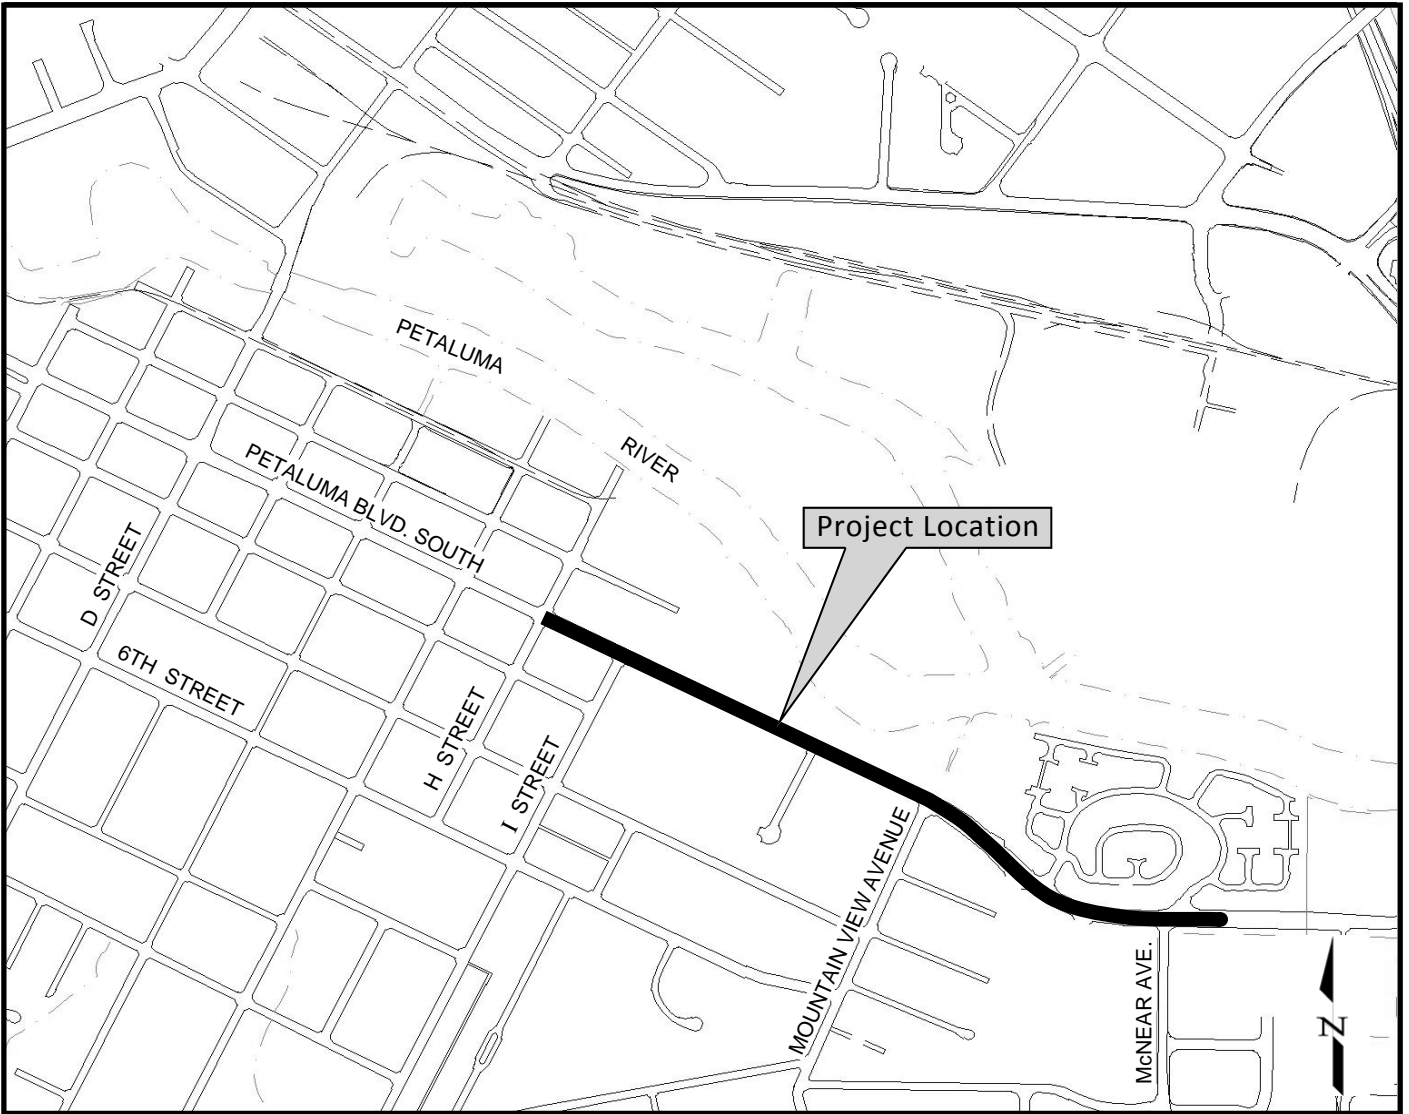 PETALUMA
RIVER
PETALUMA BLVD. SOUTH
Project Location
D STREET
6TH STREET
H STREET
I STREET
MOUNTAIN VIEW AVENUE
McNEAR AVE.
N